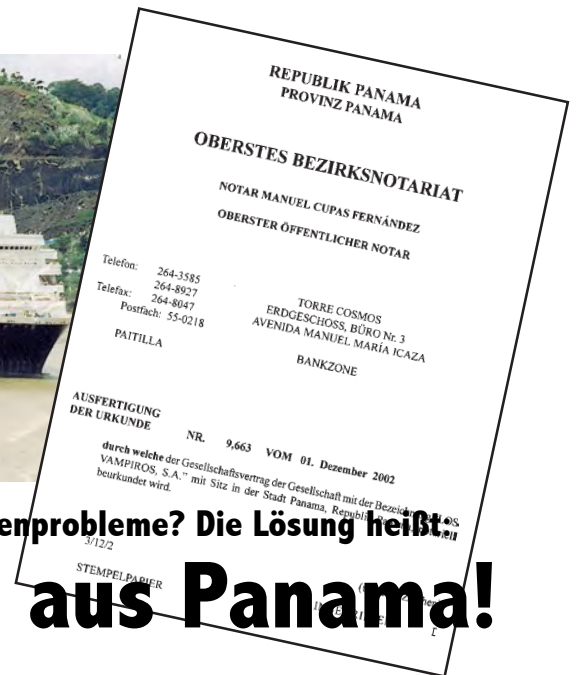 REPUBLIK PANAMA
PROVINZ PANAMA
OBERSTES BEZIRKSNOTARIAT
NOTAR MANUEL CUPAS FERNÁNDEZ
OBERSTER ÖFFENTLICHER NOTAR
Telefon: 264-3585
264-8927
Telefax: 264-8047
Postfach: 55-0218
PAITILLA
TORRE COSMOS
ERDGESCHOSS, BÜRO Nr. 3
AVENIDA MANUEL MARÍA ICAZA
BANKZONE
AUSFERTIGUNG
DER URKUNDE
NR. 9,663 VOM 01. Dezember 2002
durch welche der Gesellschaftsvertrag der Gesellschaft mit der LOS
VAMPIROS, S.A." mit Sitz in der Stadt Panama,
beurkundet wird.
3/12/2
STEMPELPAPIER
enprobleme? Die Lösung heißt:
aus Panama!